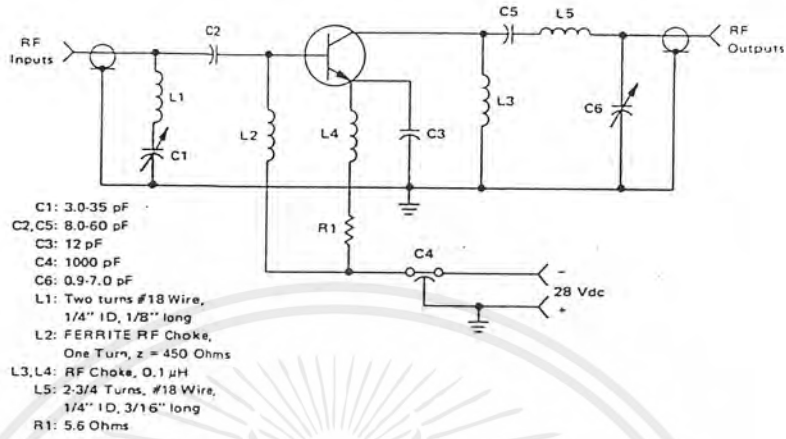 C5
L5
C2
RF
Inputs
RF
Outputs
L1
L2
L4
C3
L3
C6
C1
R1
C4
–
28 Vdc
+
C1: 3.0-35 pF
C2,C5: 8.0-60 pF
C3: 12 pF
C4: 1000 pF
C6: 0.9-7.0 pF
L1: Two turns #18 Wire,
1/4" ID, 1/8" long
L2: FERRITE RF Choke,
One Turn, z = 450 Ohms
L3,L4: RF Choke, 0.1 μH
L5: 2-3/4 Turns, #18 Wire,
1/4" ID, 3/16" long
R1: 5.6 Ohms